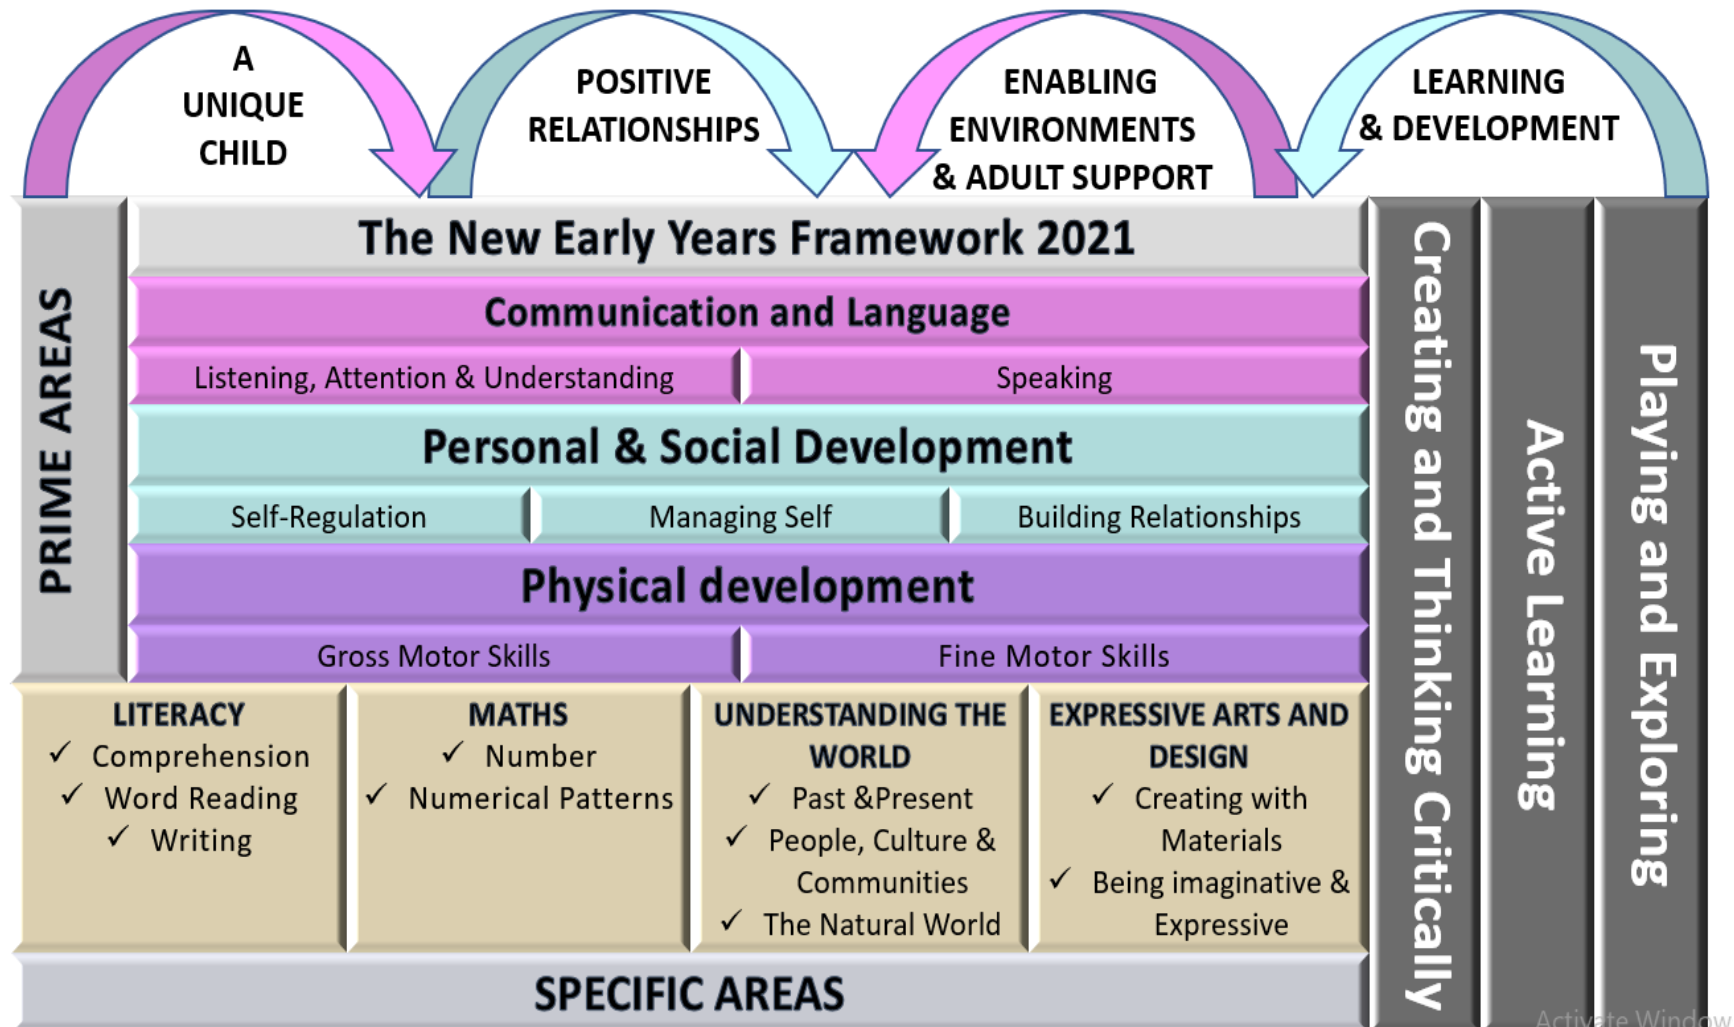 A
UNIQUE
CHILD
POSITIVE
RELATIONSHIPS
ENABLING
ENVIRONMENTS
& ADULT SUPPORT
LEARNING
& DEVELOPMENT
PRIME AREAS
The New Early Years Framework 2021
Communication and Language
Listening, Attention & Understanding
Speaking
Personal & Social Development
Self-Regulation
Managing Self
Building Relationships
Physical development
Gross Motor Skills
Fine Motor Skills
LITERACY
✓ Comprehension
✓ Word Reading
✓ Writing
MATHS
✓ Number
✓ Numerical Patterns
UNDERSTANDING THE
WORLD
✓ Past &Present
✓ People, Culture &
Communities
✓ The Natural World
EXPRESSIVE ARTS AND
DESIGN
✓ Creating with
Materials
✓ Being imaginative &
Expressive
SPECIFIC AREAS
Creating and Thinking Critically
Active Learning
Playing and Exploring
Activate Window